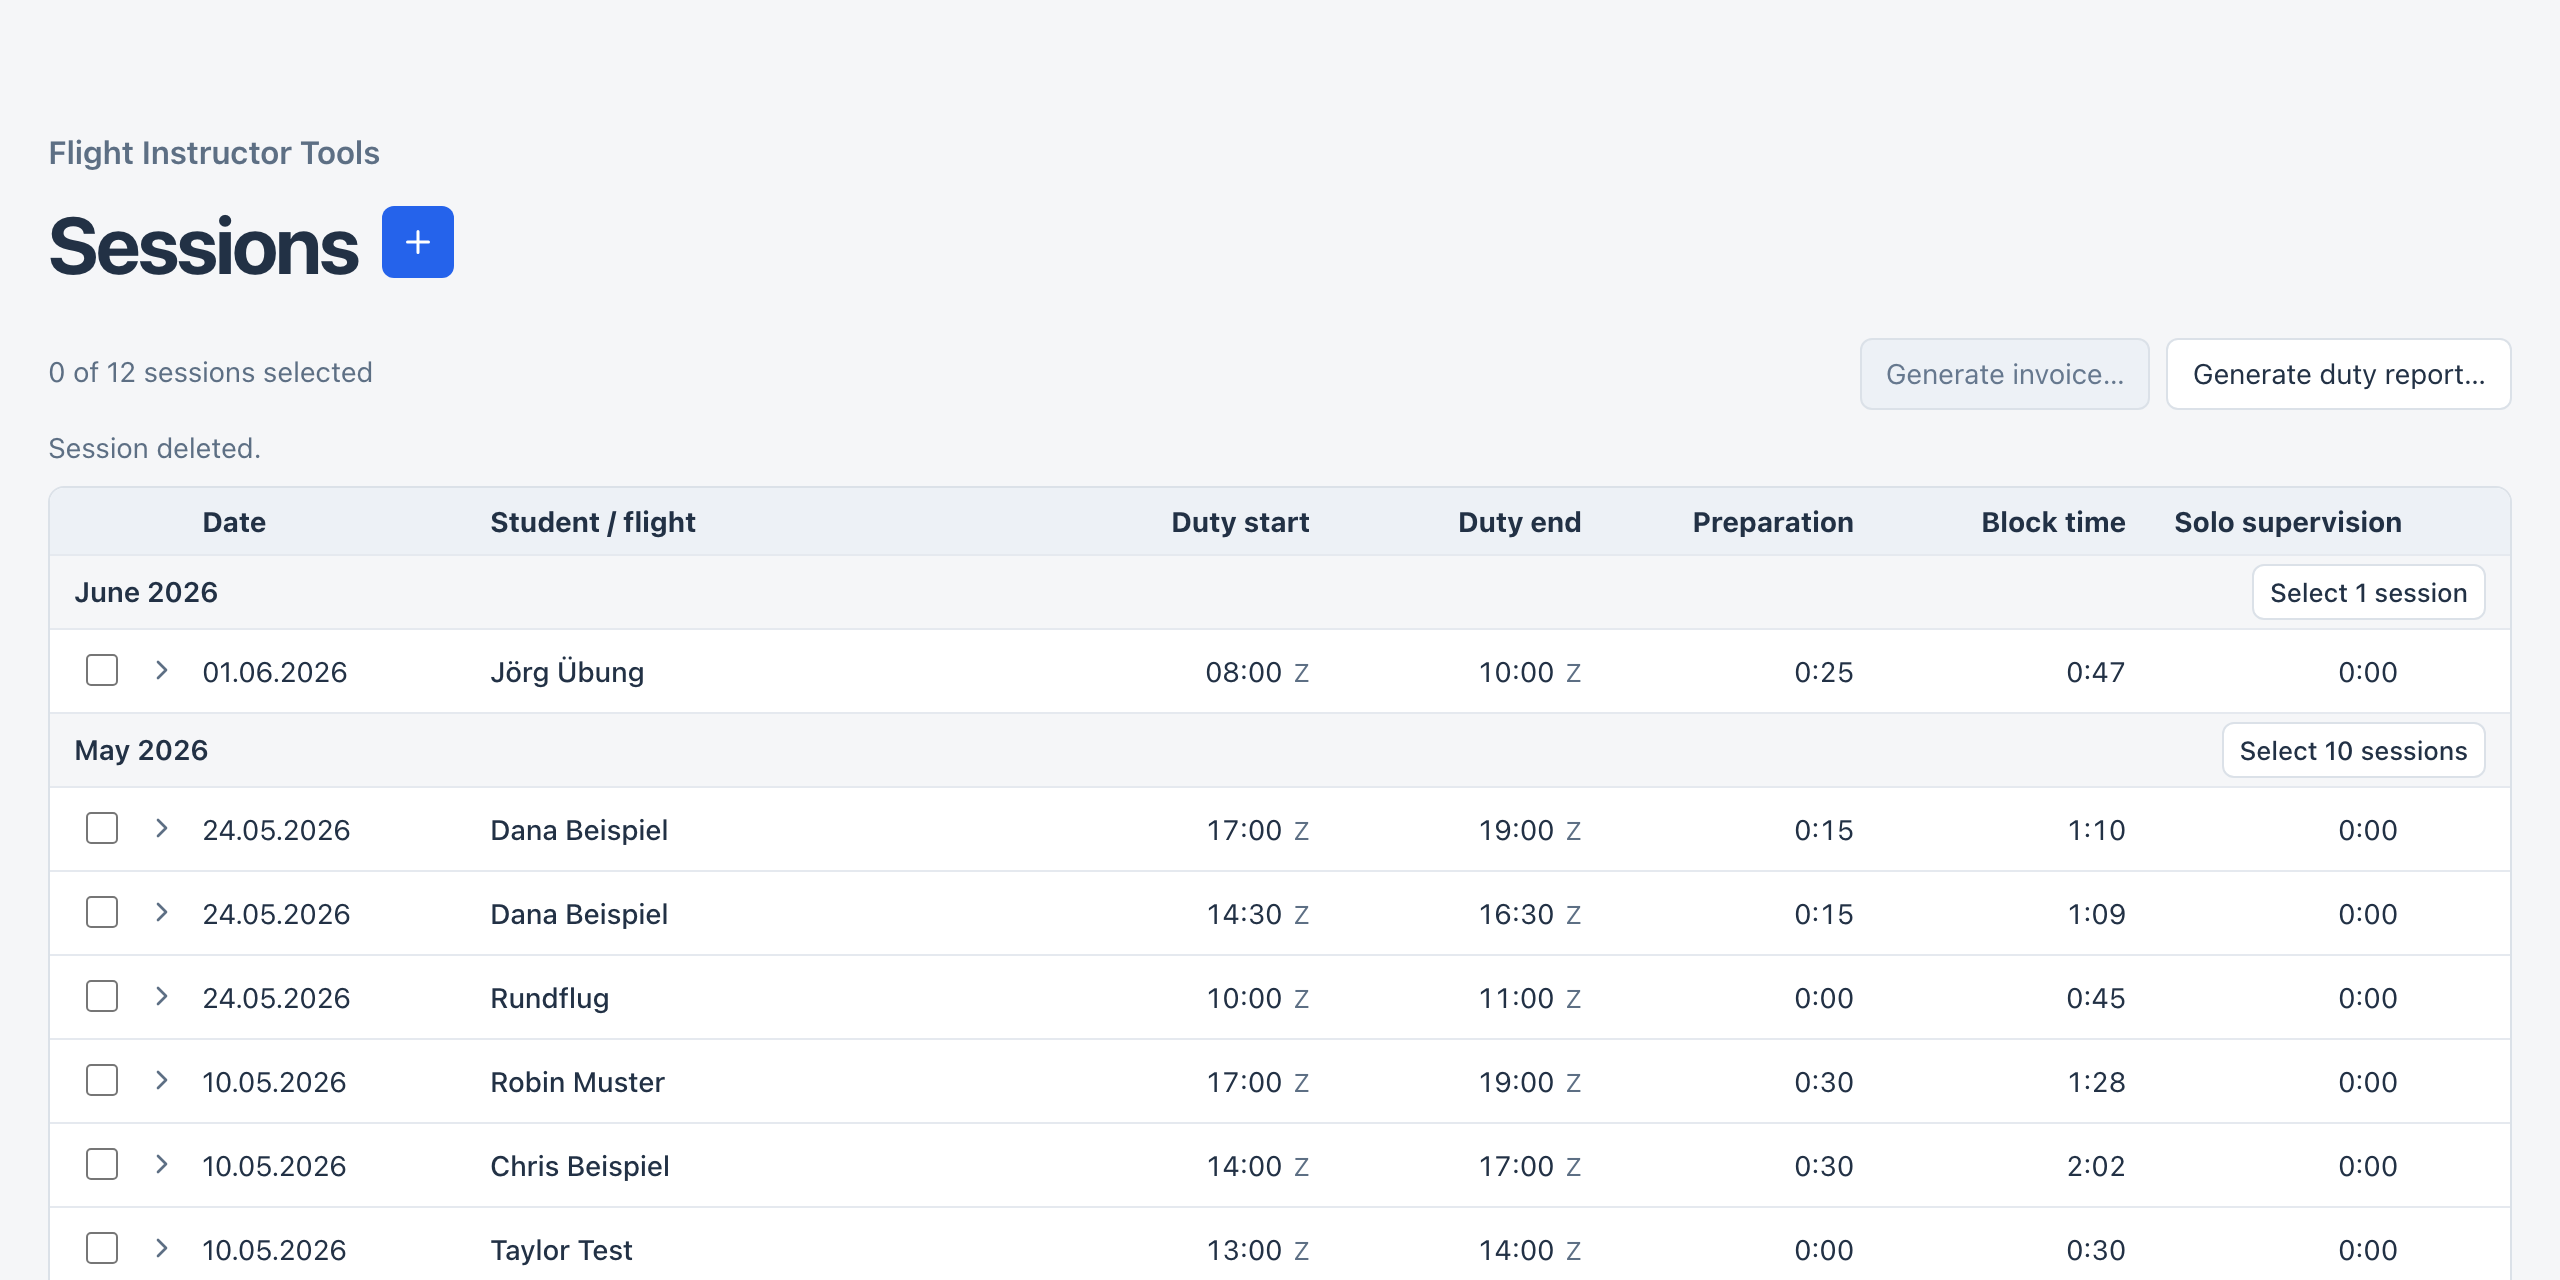 Flight Instructor Tools
Sessions +
0 of 12 sessions selected Generate invoice... Generate duty report...
Session deleted.
Date Student / flight Duty start Duty end Preparation Block time Solo supervision
June 2026 Select 1 session
01.06.2026 Jörg Übung 08:00 Z 10:00 Z 0:25 0:47 0:00
May 2026 Select 10 sessions
24.05.2026 Dana Beispiel 17:00 Z 19:00 Z 0:15 1:10 0:00
24.05.2026 Dana Beispiel 14:30 Z 16:30 Z 0:15 1:09 0:00
24.05.2026 Rundflug 10:00 Z 11:00 Z 0:00 0:45 0:00
10.05.2026 Robin Muster 17:00 Z 19:00 Z 0:30 1:28 0:00
10.05.2026 Chris Beispiel 14:00 Z 17:00 Z 0:30 2:02 0:00
10.05.2026 Taylor Test 13:00 Z 14:00 Z 0:00 0:30 0:00